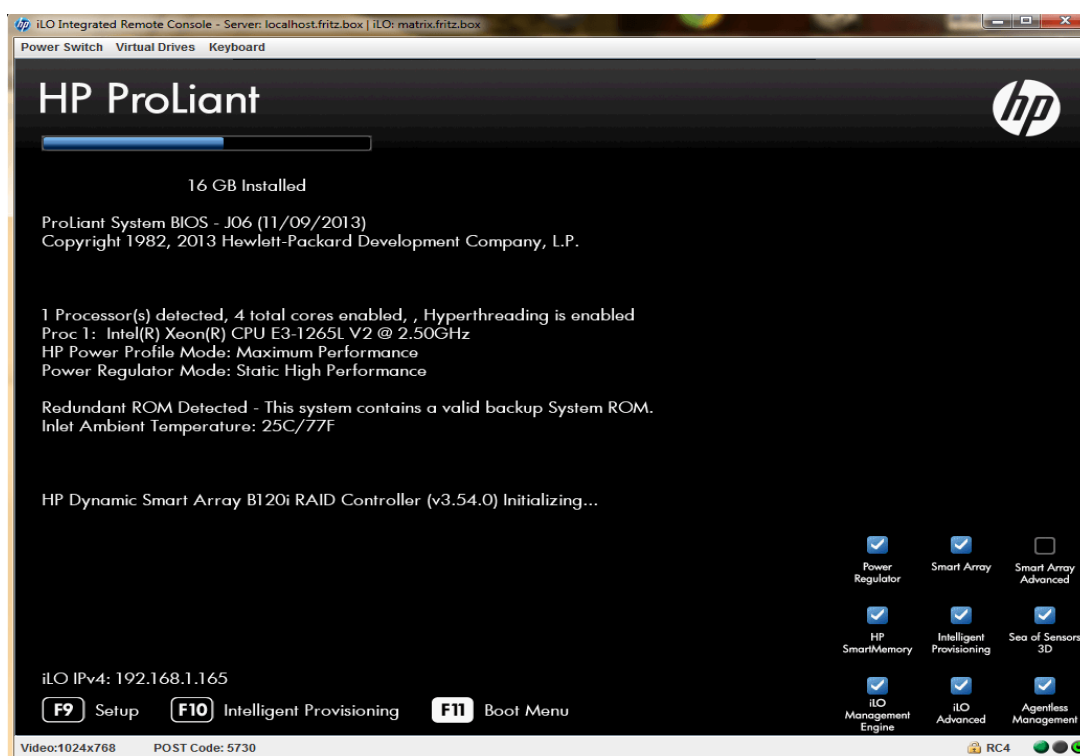 iLO Integrated Remote Console - Server: localhost.fritz.box | iLO: matrix.fritz.box
Power Switch Virtual Drives Keyboard
HP ProLiant
hp
16 GB Installed
ProLiant System BIOS - J06 (11/09/2013)
Copyright 1982, 2013 Hewlett-Packard Development Company, L.P.
1 Processor(s) detected, 4 total cores enabled, , Hyperthreading is enabled
Proc 1: Intel(R) Xeon(R) CPU E3-1265L V2 @ 2.50GHz
HP Power Profile Mode: Maximum Performance
Power Regulator Mode: Static High Performance
Redundant ROM Detected - This system contains a valid backup System ROM.
Inlet Ambient Temperature: 25C/77F
HP Dynamic Smart Array B120i RAID Controller (v3.54.0) Initializing...
Power Regulator
Smart Array
Smart Array Advanced
HP SmartMemory
Intelligent Provisioning
Sea of Sensors 3D
iLO Management Engine
iLO Advanced
Agentless Management
iLO IPv4: 192.168.1.165
F9 Setup F10 Intelligent Provisioning F11 Boot Menu
Video:1024x768 POST Code: 5730 RC4